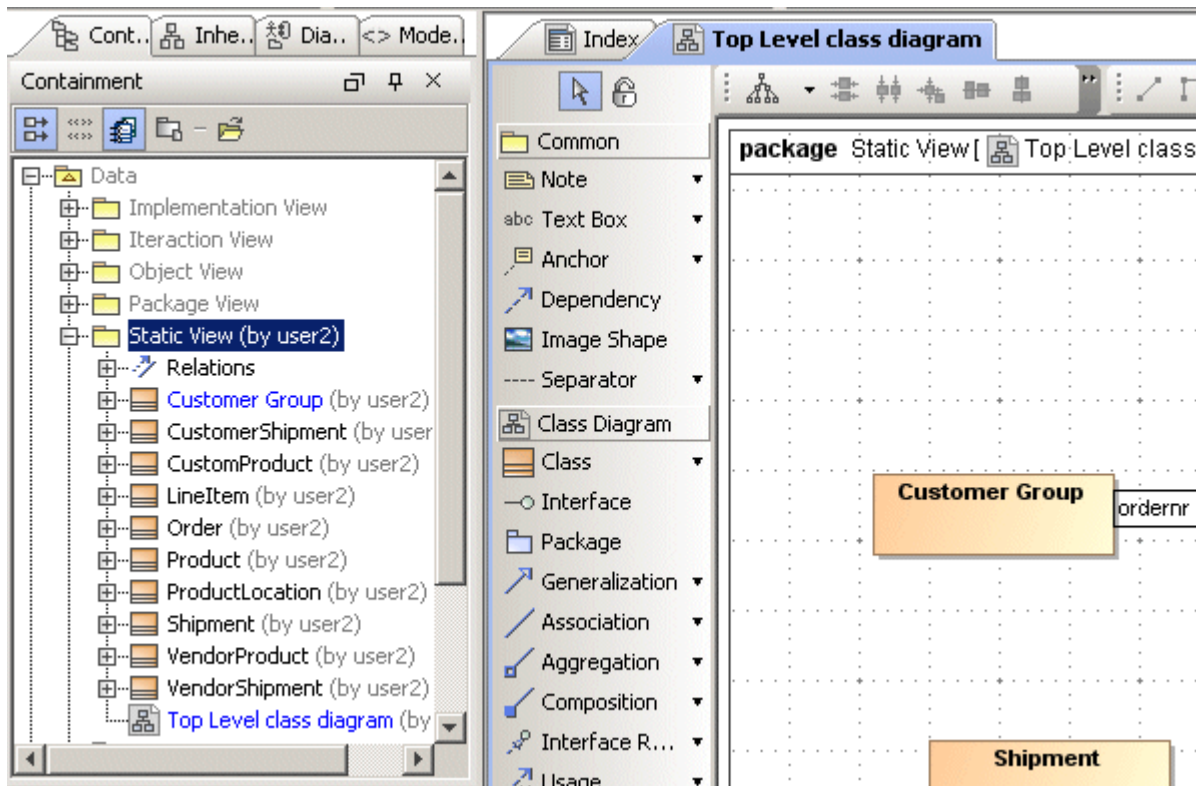 Cont..
Inhe..
Dia..
<> Mode..
Containment
Data
Implementation View
Iteraction View
Object View
Package View
Static View (by user2)
Relations
Customer Group (by user2)
CustomerShipment (by user
CustomProduct (by user2)
LineItem (by user2)
Order (by user2)
Product (by user2)
ProductLocation (by user2)
Shipment (by user2)
VendorProduct (by user2)
VendorShipment (by user2)
Top Level class diagram (by
Index
Top Level class diagram
Common
Note
abc Text Box
Anchor
Dependency
Image Shape
Separator
Class Diagram
Class
Interface
Package
Generalization
Association
Aggregation
Composition
Interface R...
Usage
package Static View [ Top Level class
Customer Group
ordernr
Shipment